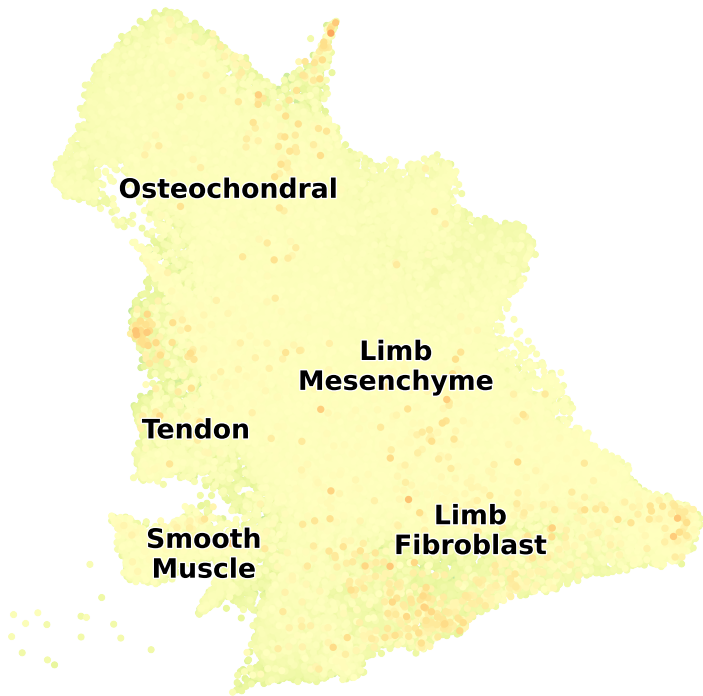 Osteochondral
Limb
Mesenchyme
Tendon
Limb
Fibroblast
Smooth
Muscle